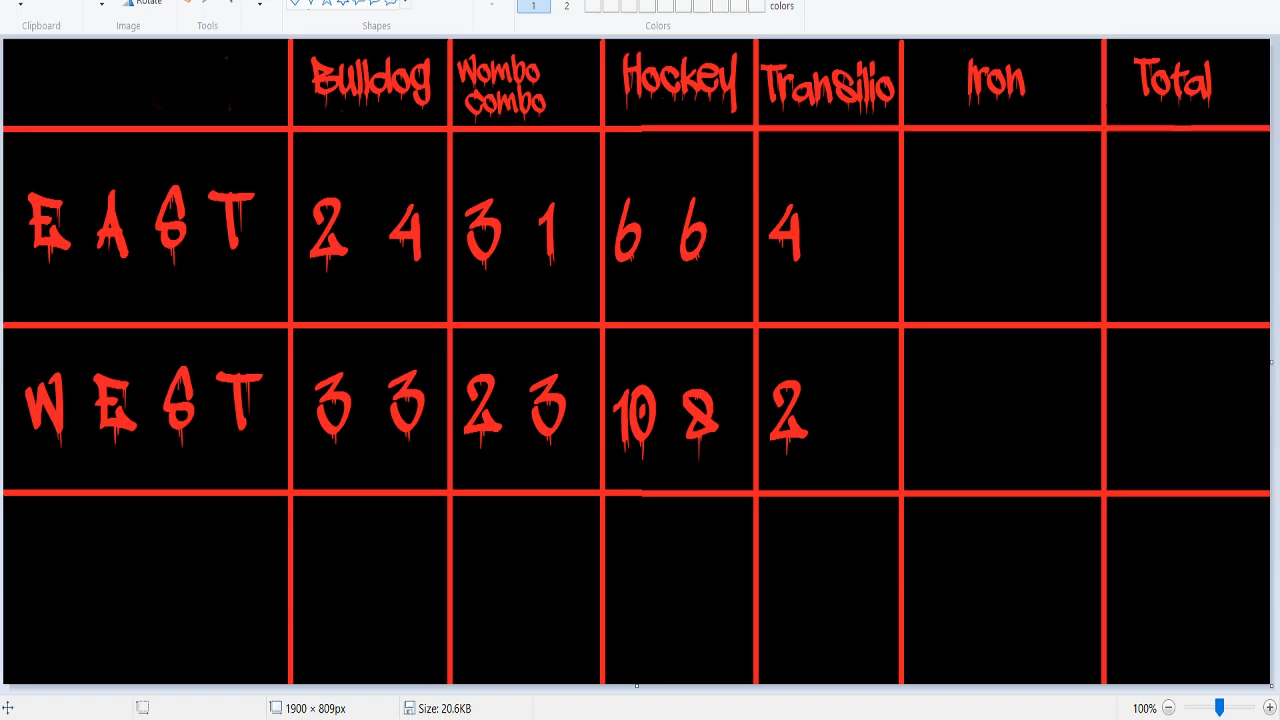 Rotate
1 2 colors
Clipboard Image Tools Shapes Colors
Bulldog Wombo Combo Hockey Transilio Iron Total
EAST 2 4 3 1 6 6 4
WEST 3 3 2 3 10 8 2
1900 × 809px Size: 20.6KB 100%